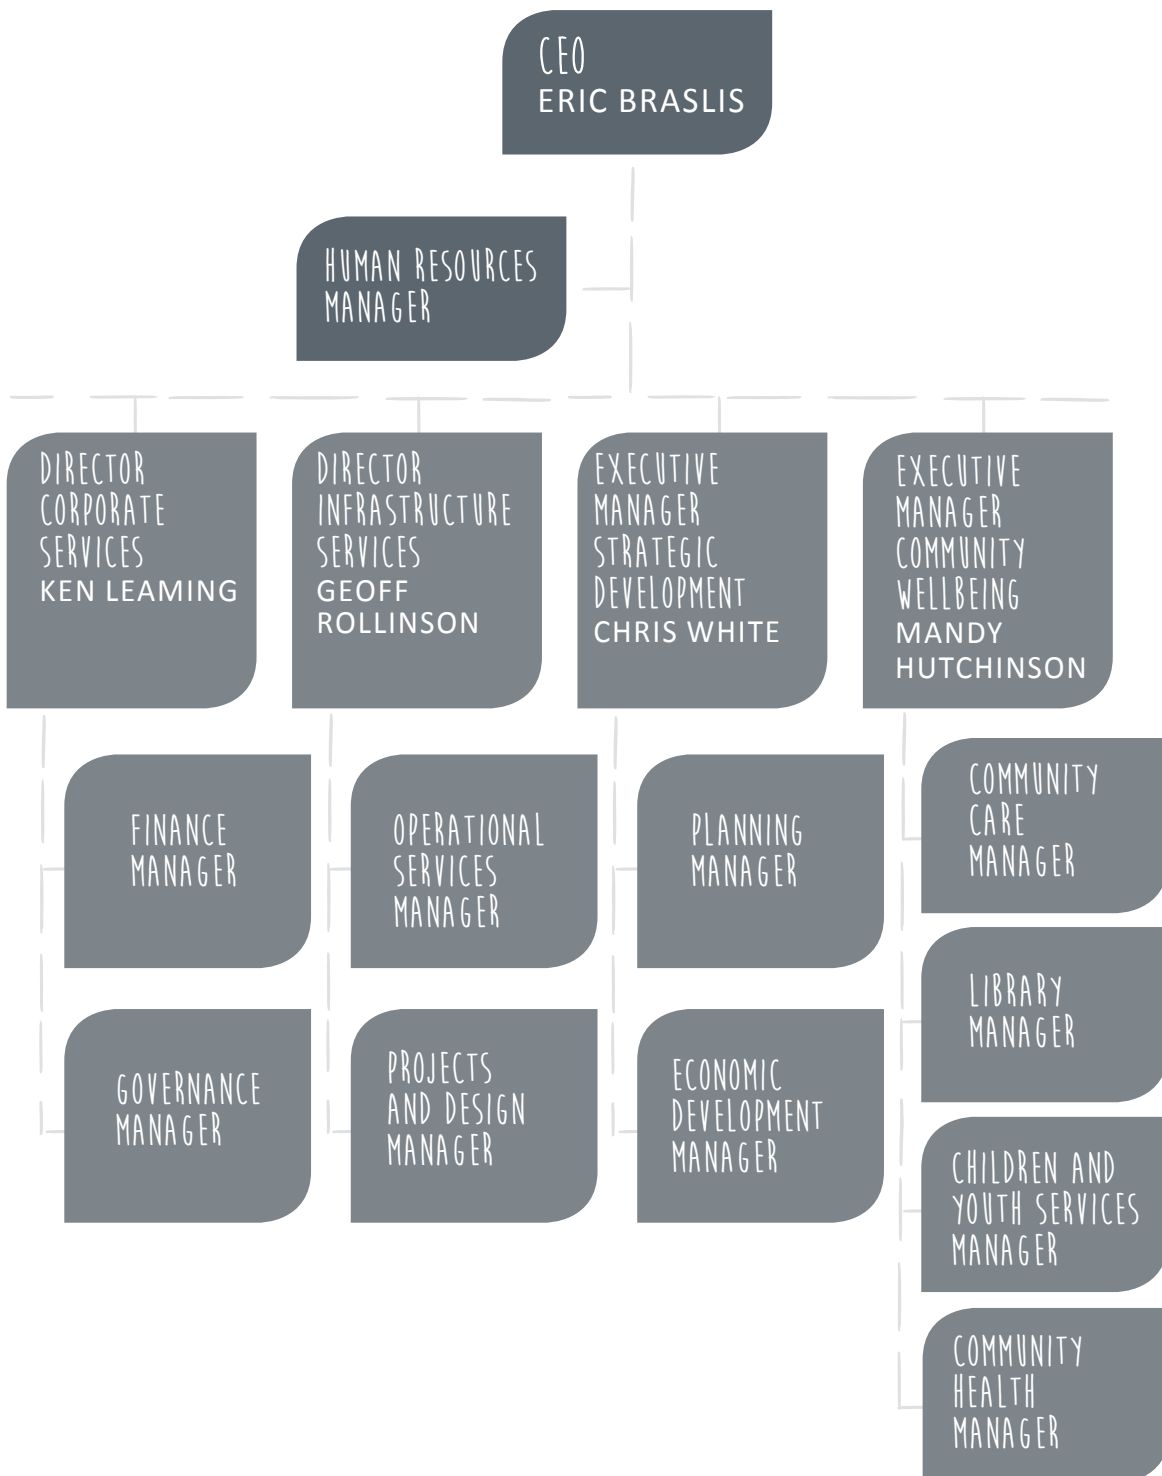 CEO
ERIC BRASLIS
HUMAN RESOURCES
MANAGER
DIRECTOR
CORPORATE
SERVICES
KEN LEAMING
DIRECTOR
INFRASTRUCTURE
SERVICES
GEOFF
ROLLINSON
EXECUTIVE
MANAGER
STRATEGIC
DEVELOPMENT
CHRIS WHITE
EXECUTIVE
MANAGER
COMMUNITY
WELLBEING
MANDY
HUTCHINSON
FINANCE
MANAGER
OPERATIONAL
SERVICES
MANAGER
PLANNING
MANAGER
COMMUNITY
CARE
MANAGER
LIBRARY
MANAGER
GOVERNANCE
MANAGER
PROJECTS
AND DESIGN
MANAGER
ECONOMIC
DEVELOPMENT
MANAGER
CHILDREN AND
YOUTH SERVICES
MANAGER
COMMUNITY
HEALTH
MANAGER